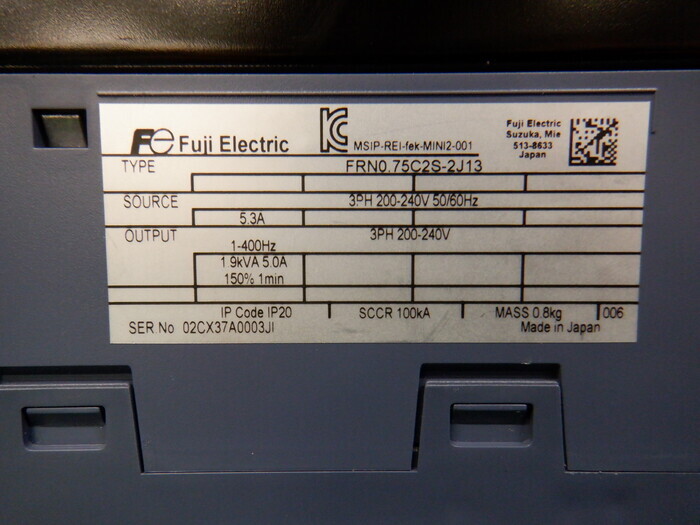 Fe Fuji Electric
MSIP-REI-fek-MINI2-001
Fuji Electric
Suzuka, Mie
513-8633
Japan
TYPE FRN0.75C2S-2J13
SOURCE 3PH 200-240V 50/60Hz
5.3A
OUTPUT 3PH 200-240V
1-400Hz
1.9kVA 5.0A
150% 1min
IP Code IP20 SCCR 100kA MASS 0.8kg 006
SER.No 02CX37A0003JI Made in Japan